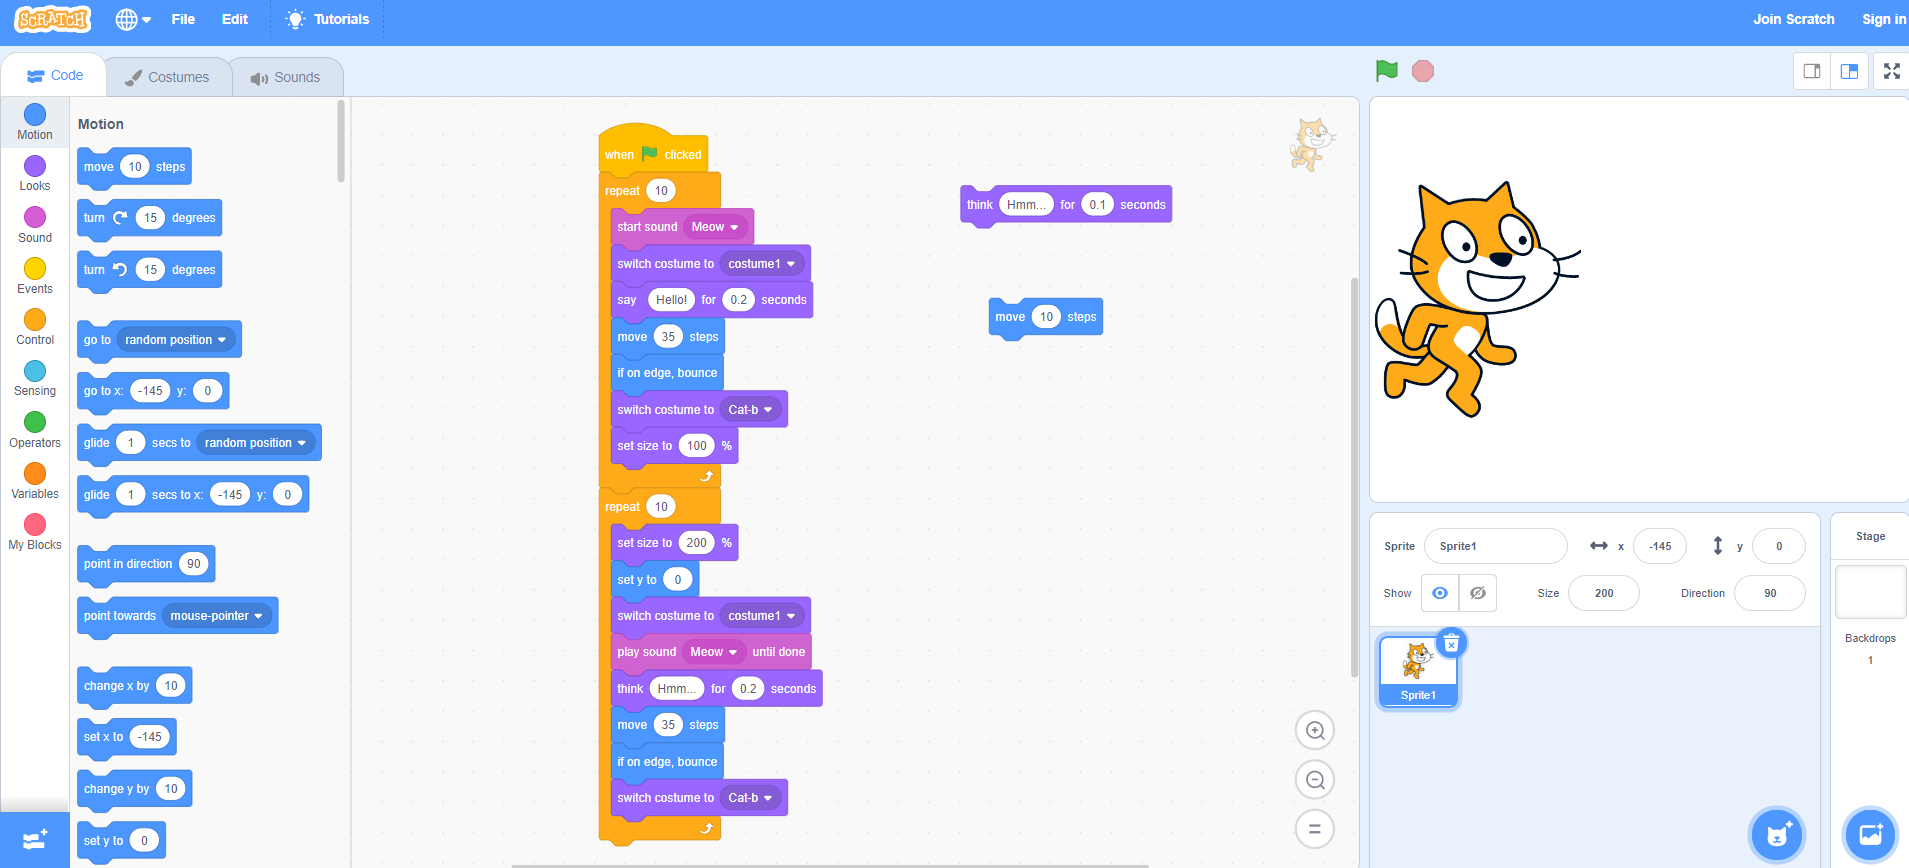 SCRATCH File Edit Tutorials Join Scratch Sign in
Code Costumes Sounds
Motion
Looks
Sound
Events
Control
Sensing
Operators
Variables
My Blocks
Motion
move 10 steps
turn 15 degrees
turn 15 degrees
go to random position
go to x: -145 y: 0
glide 1 secs to random position
glide 1 secs to x: -145 y: 0
point in direction 90
point towards mouse-pointer
change x by 10
set x to -145
change y by 10
set y to 0
when clicked
repeat 10
start sound Meow
switch costume to costume1
say Hello! for 0.2 seconds
move 35 steps
if on edge, bounce
switch costume to Cat-b
set size to 100 %
repeat 10
set size to 200 %
set y to 0
switch costume to costume1
play sound Meow until done
think Hmm... for 0.2 seconds
move 35 steps
if on edge, bounce
switch costume to Cat-b
think Hmm... for 0.1 seconds
move 10 steps
Sprite Sprite1 x -145 y 0
Show Size 200 Direction 90
Sprite1
Stage
Backdrops
1